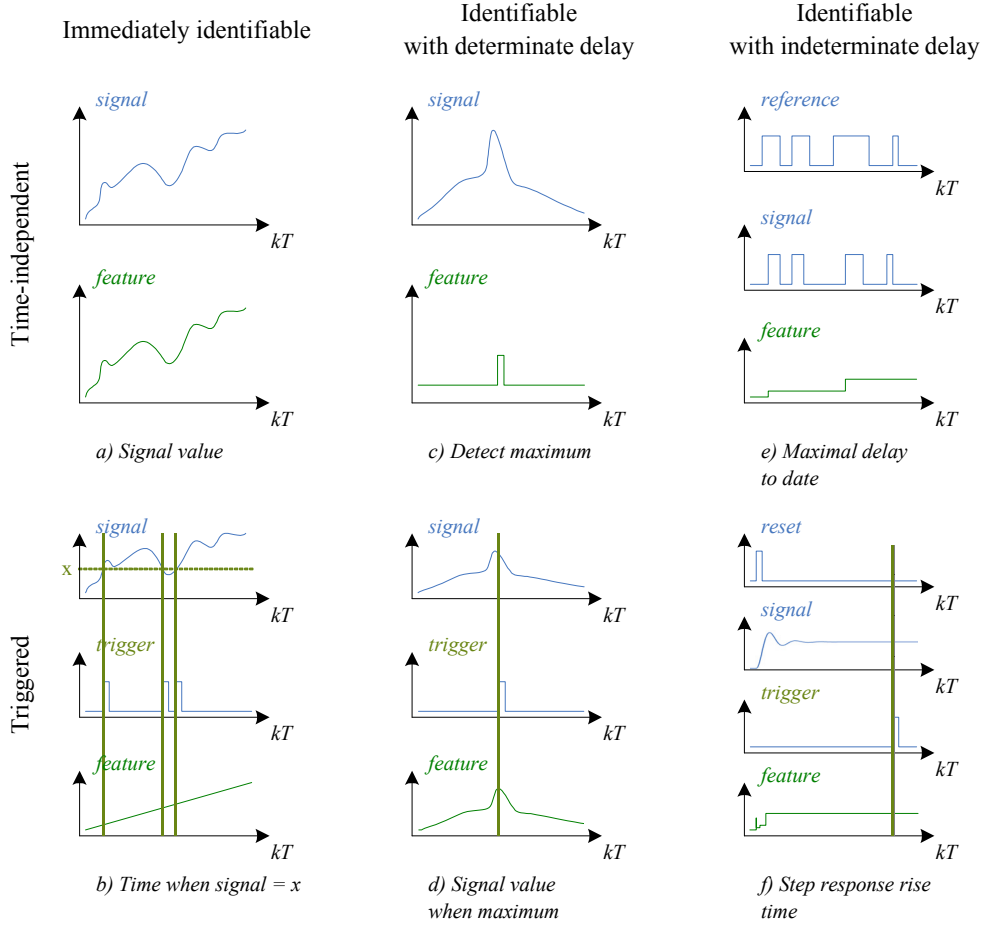 Immediately identifiable
Identifiable
with determinate delay
Identifiable
with indeterminate delay
Time-independent
signal
kT
feature
kT
a) Signal value
signal
kT
feature
kT
c) Detect maximum
reference
kT
signal
kT
feature
kT
e) Maximal delay
to date
Triggered
signal
x
kT
trigger
kT
feature
kT
b) Time when signal = x
signal
kT
trigger
kT
feature
kT
d) Signal value
when maximum
reset
kT
signal
kT
trigger
kT
feature
kT
f) Step response rise
time